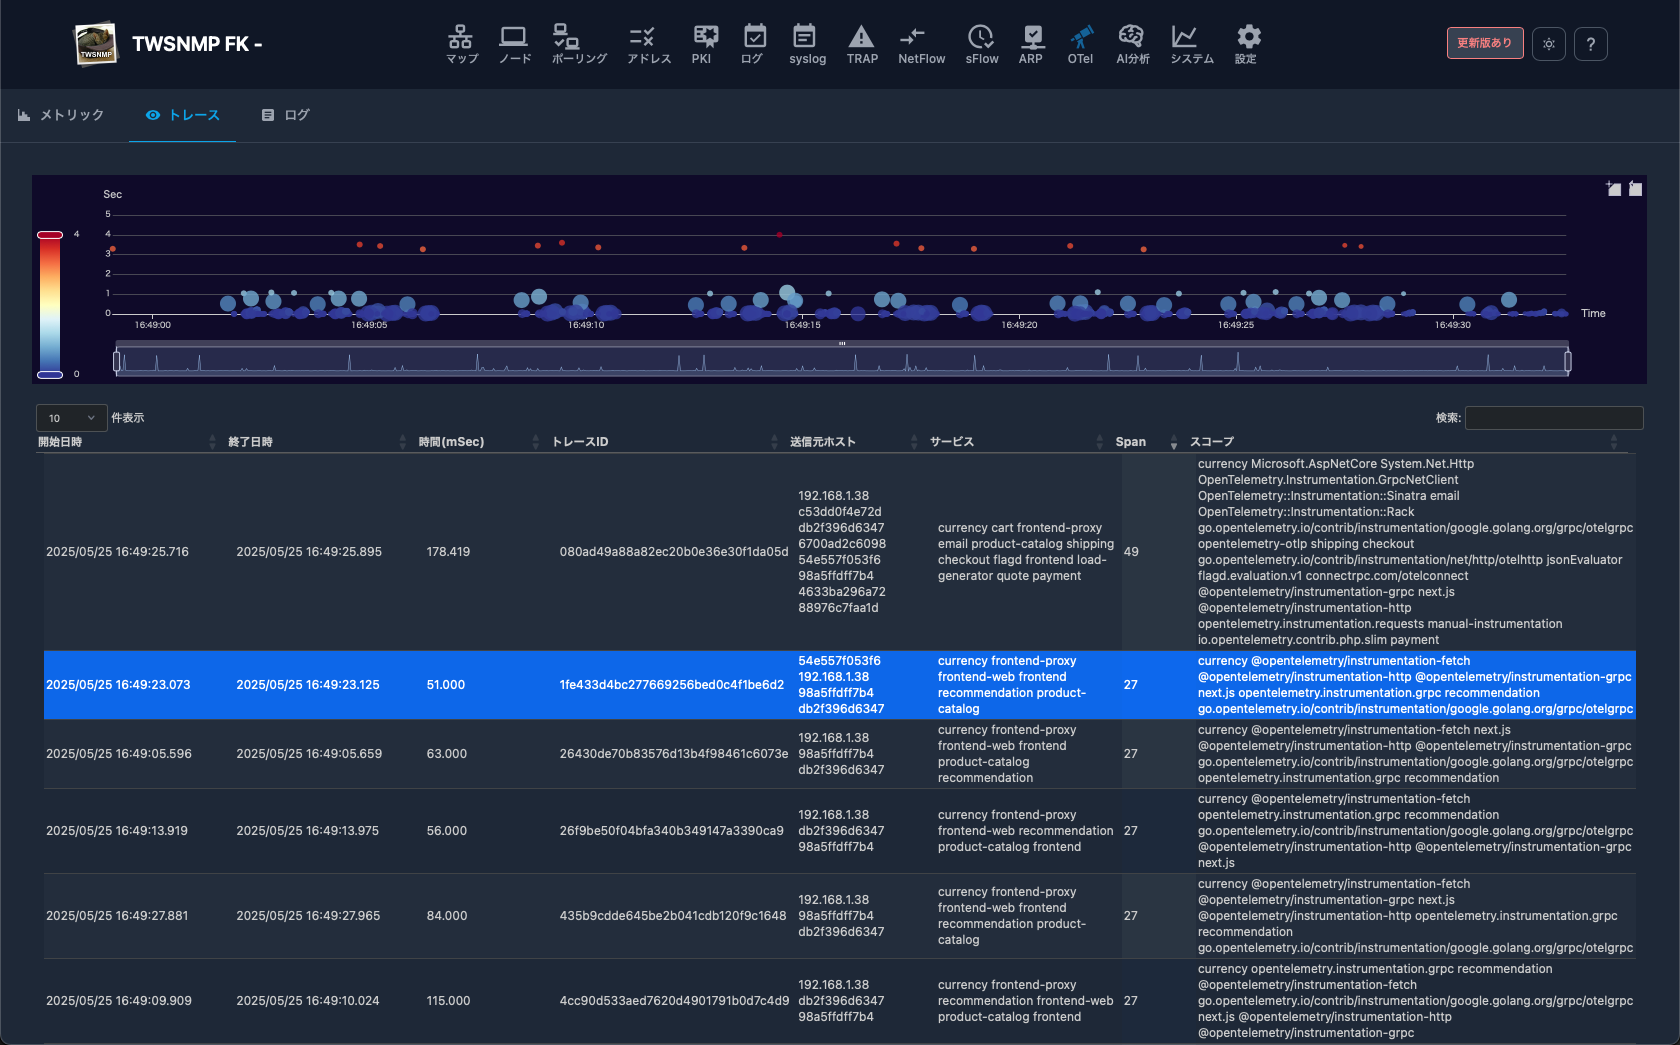 TWSNMP
TWSNMP FK -
マップ
ノード
ポーリング
アドレス
PKI
ログ
syslog
TRAP
NetFlow
sFlow
ARP
OTel
AI分析
システム
設定
更新版あり
?
メトリック
トレース
ログ
Sec
5
4
3
2
1
0
4
0
16:49:00
16:49:05
16:49:10
16:49:15
16:49:20
16:49:25
16:49:30
Time
10
件表示
検索:
開始日時
終了日時
時間(mSec)
トレースID
送信元ホスト
サービス
Span
スコープ
2025/05/25 16:49:25.716
2025/05/25 16:49:25.895
178.419
080ad49a88a82ec20b0e36e30f1da05d
192.168.1.38
c53dd0f4e72d
db2f396d6347
6700ad2c6098
54e557f053f6
98a5ffdff7b4
4633ba296a72
88976c7faa1d
currency cart frontend-proxy
email product-catalog shipping
checkout flagd frontend load-
generator quote payment
49
currency Microsoft.AspNetCore System.Net.Http
OpenTelemetry.Instrumentation.GrpcNetClient
OpenTelemetry::Instrumentation::Sinatra email
OpenTelemetry::Instrumentation::Rack
go.opentelemetry.io/contrib/instrumentation/google.golang.org/grpc/otelgrpc
opentelemetry-otlp shipping checkout
go.opentelemetry.io/contrib/instrumentation/net/http/otelhttp jsonEvaluator
flagd.evaluation.v1 connectrpc.com/otelconnect
@opentelemetry/instrumentation-grpc next.js
@opentelemetry/instrumentation-http
opentelemetry.instrumentation.requests manual-instrumentation
io.opentelemetry.contrib.php.slim payment
2025/05/25 16:49:23.073
2025/05/25 16:49:23.125
51.000
1fe433d4bc277669256bed0c4f1be6d2
54e557f053f6
192.168.1.38
98a5ffdff7b4
db2f396d6347
currency frontend-proxy
frontend-web frontend
recommendation product-
catalog
27
currency @opentelemetry/instrumentation-fetch
@opentelemetry/instrumentation-http @opentelemetry/instrumentation-grpc
next.js opentelemetry.instrumentation.grpc recommendation
go.opentelemetry.io/contrib/instrumentation/google.golang.org/grpc/otelgrpc
2025/05/25 16:49:05.596
2025/05/25 16:49:05.659
63.000
26430de70b83576d13b4f98461c6073e
192.168.1.38
98a5ffdff7b4
db2f396d6347
currency frontend-proxy
frontend-web frontend
product-catalog
recommendation
27
currency @opentelemetry/instrumentation-fetch next.js
@opentelemetry/instrumentation-http @opentelemetry/instrumentation-grpc
go.opentelemetry.io/contrib/instrumentation/google.golang.org/grpc/otelgrpc
opentelemetry.instrumentation.grpc recommendation
2025/05/25 16:49:13.919
2025/05/25 16:49:13.975
56.000
26f9be50f04bfa340b349147a3390ca9
192.168.1.38
db2f396d6347
98a5ffdff7b4
currency frontend-proxy
frontend-web recommendation
product-catalog frontend
27
currency @opentelemetry/instrumentation-fetch
opentelemetry.instrumentation.grpc recommendation
go.opentelemetry.io/contrib/instrumentation/google.golang.org/grpc/otelgrpc
@opentelemetry/instrumentation-http @opentelemetry/instrumentation-grpc
next.js
2025/05/25 16:49:27.881
2025/05/25 16:49:27.965
84.000
435b9cdde645be2b041cdb120f9c1648
192.168.1.38
98a5ffdff7b4
db2f396d6347
currency frontend-proxy
frontend-web frontend
recommendation product-
catalog
27
currency @opentelemetry/instrumentation-fetch
@opentelemetry/instrumentation-grpc next.js
@opentelemetry/instrumentation-http opentelemetry.instrumentation.grpc
recommendation
go.opentelemetry.io/contrib/instrumentation/google.golang.org/grpc/otelgrpc
2025/05/25 16:49:09.909
2025/05/25 16:49:10.024
115.000
4cc90d533aed7620d4901791b0d7c4d9
192.168.1.38
db2f396d6347
98a5ffdff7b4
currency frontend-proxy
recommendation frontend-web
product-catalog frontend
27
currency opentelemetry.instrumentation.grpc recommendation
@opentelemetry/instrumentation-fetch
go.opentelemetry.io/contrib/instrumentation/google.golang.org/grpc/otelgrpc
next.js @opentelemetry/instrumentation-http
@opentelemetry/instrumentation-grpc